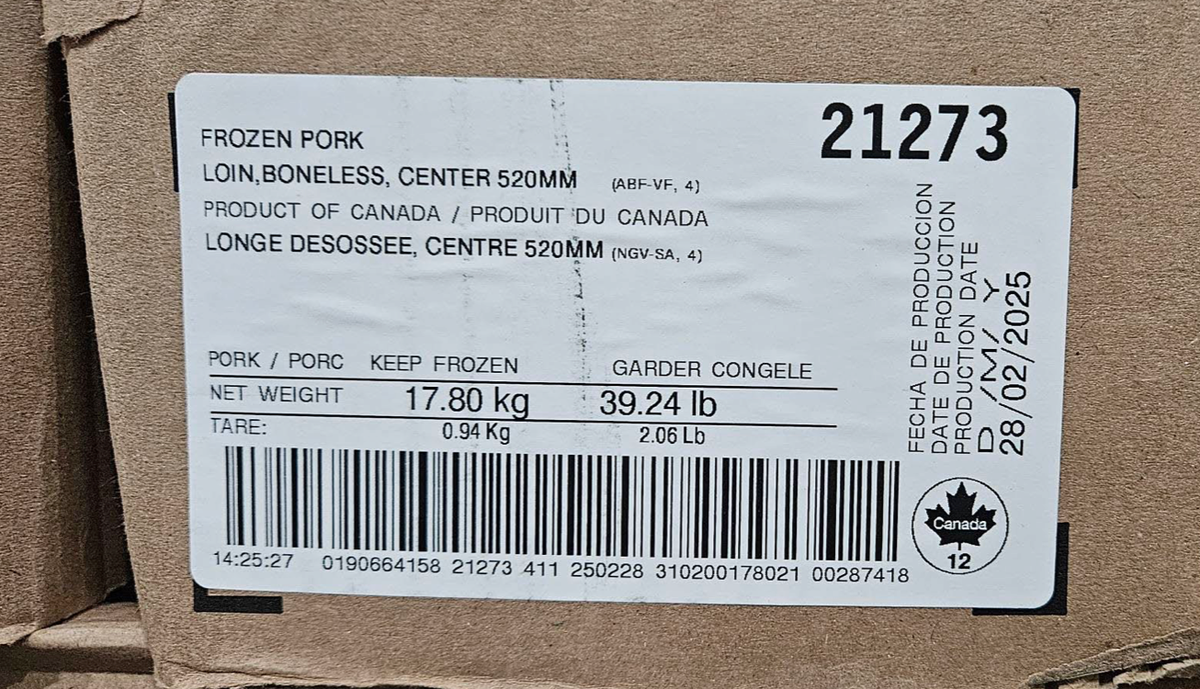 21273
FROZEN PORK
LOIN,BONELESS, CENTER 520MM (ABF-VF, 4)
PRODUCT OF CANADA / PRODUIT DU CANADA
LONGE DESOSSEE, CENTRE 520MM (NGV-SA, 4)
FECHA DE PRODUCCION
DATE DE PRODUCTION
PRODUCTION DATE
D /M/ Y
28/02/2025
PORK / PORC KEEP FROZEN GARDER CONGELE
NET WEIGHT 17.80 kg 39.24 lb
TARE: 0.94 Kg 2.06 Lb
Canada
12
14:25:27 0190664158 21273 411 250228 310200178021 00287418